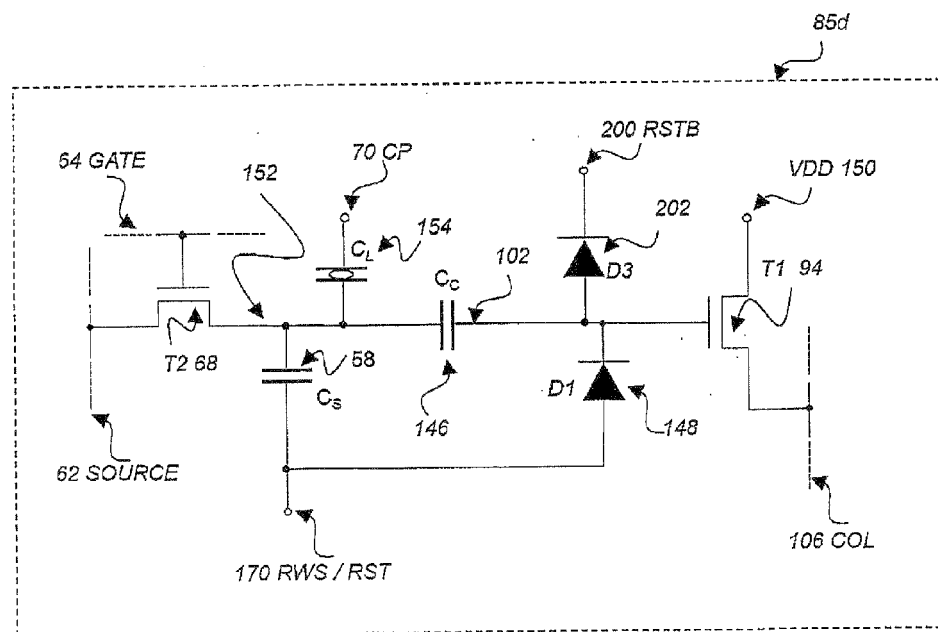 85d
200 RSTB
64 GATE
70 CP
VDD 150
152
202
154
C_L
102
D3
T1 94
C_C
T2 68
58
D1
C_S
146
148
62 SOURCE
106 COL
170 RWS / RST